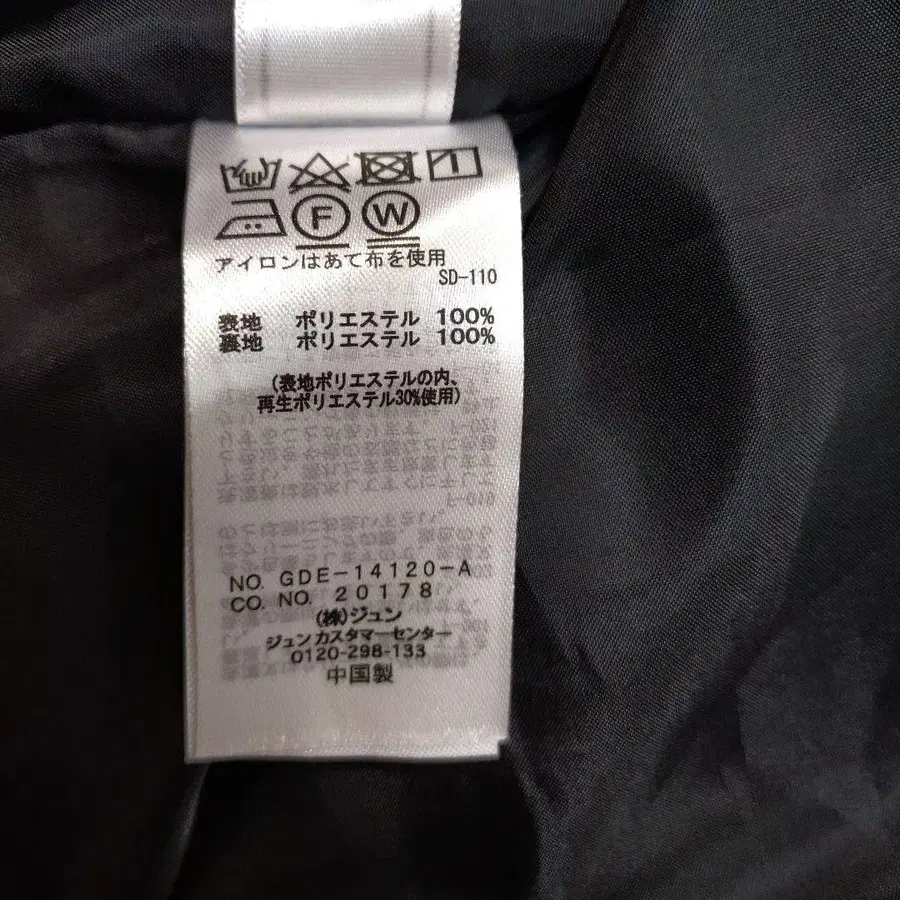 F W
アイロンはあて布を使用
SD-110
表地 ポリエステル 100%
裏地 ポリエステル 100%
(表地ポリエステルの内、
再生ポリエステル30%使用)
NO. GDE-14120-A
CO. NO. 20178
(株)ジュン
ジュン カスタマーセンター
0120-298-133
中国製